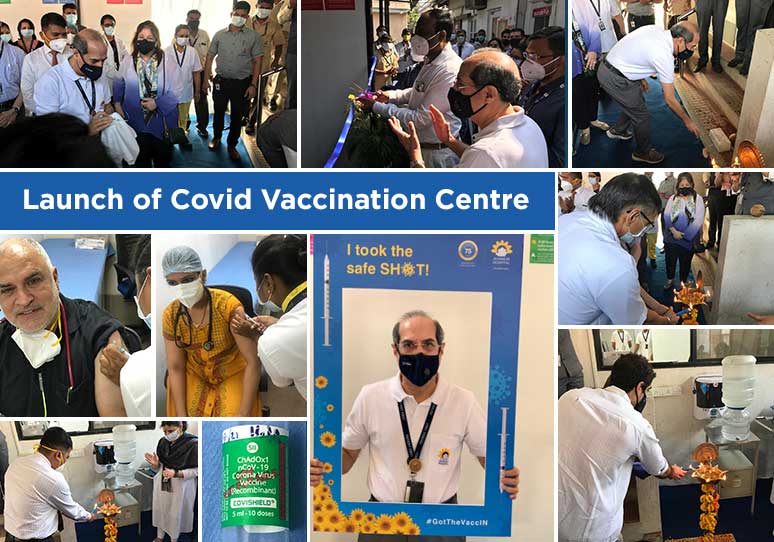 Launch of Covid Vaccination Centre
I took the
safe SHOT!
75
ChAdOx1
nCoV-19
Corona Virus
Vaccine
(Recombinant)
COVISHIELD™
5 ml - 10 doses
#GotTheVaccIN